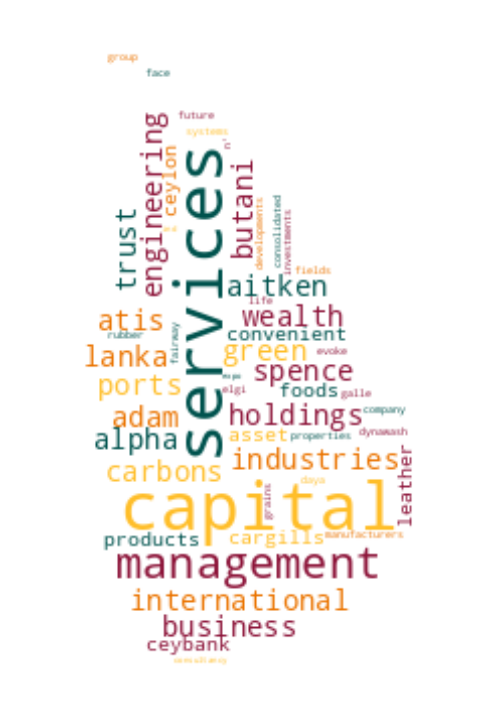 group
face
future
systems
c
engineering
ceylon
services
butani
trust
developments
consolidated
investments
fields
aitken
life
atis
wealth
rubber
convenient
fairway
lanka
green
evoke
spence
ports
elgi
foods
galle
adam
holdings
company
alpha
asset
properties
dynawash
industries
leather
carbons
daya
capital
grains
products
cargills
manufacturers
management
international
business
ceybank
consultancy